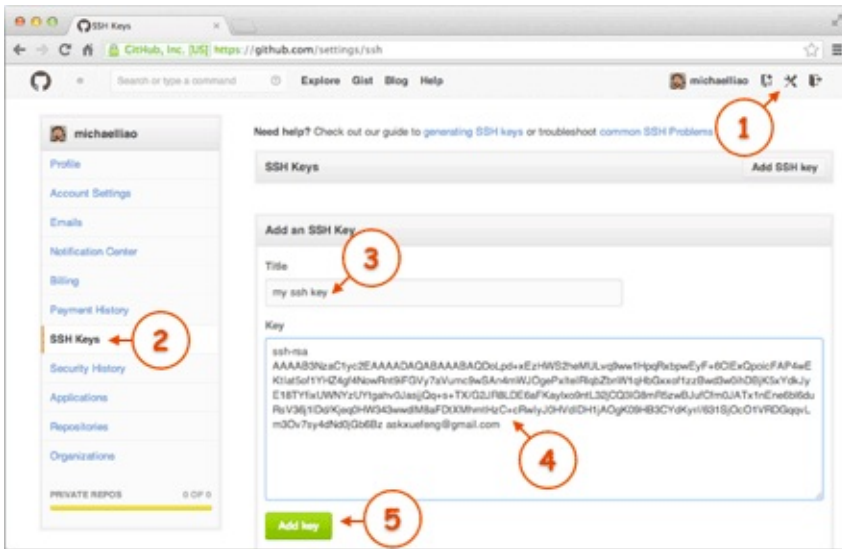 SSH Keys
GitHub, Inc. [US] https://github.com/settings/ssh
Search or type a command
Explore Gist Blog Help
michaelliao
1
michaelliao
Need help? Check out our guide to generating SSH keys or troubleshoot common SSH Problems
Profile
SSH Keys
Add SSH key
Account Settings
Emails
Add an SSH Key
Notification Center
3
Title
Billing
my ssh key
Payment History
Key
SSH Keys
2
ssh-rsa
Security History
Applications
Repositories
askxuefeng@gmail.com
4
Organizations
PRIVATE REPOS 0 OF 0
Add key
5